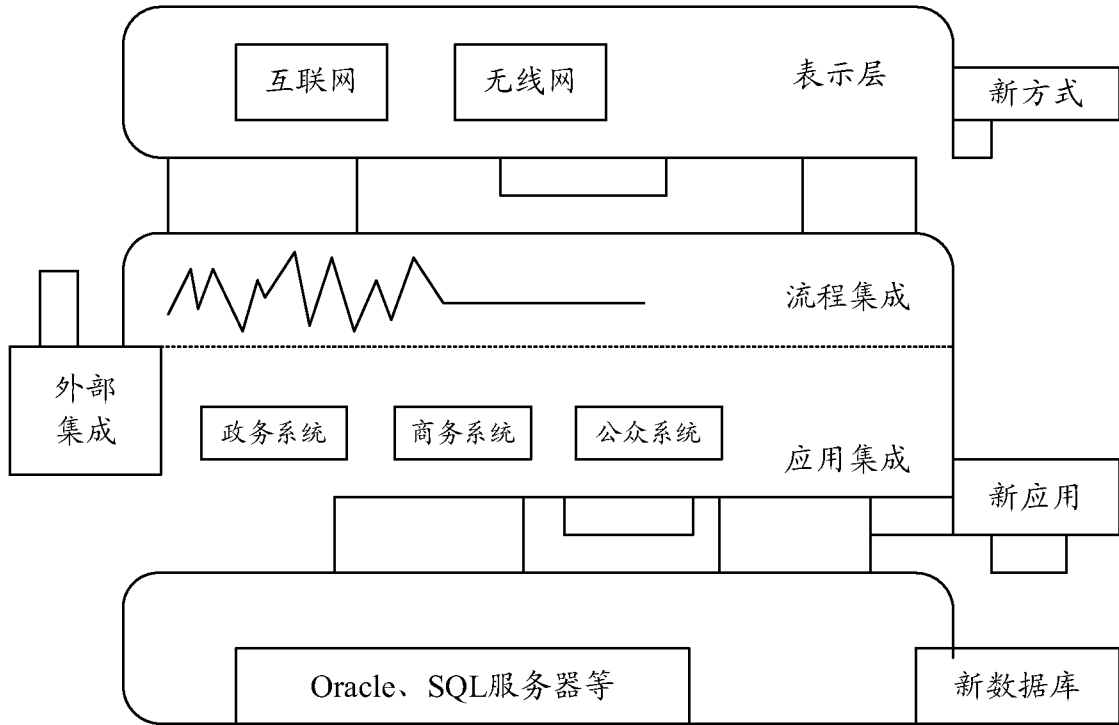 互联网
无线网
表示层
新方式
流程集成
外部
集成
政务系统
商务系统
公众系统
应用集成
新应用
Oracle、SQL服务器等
新数据库